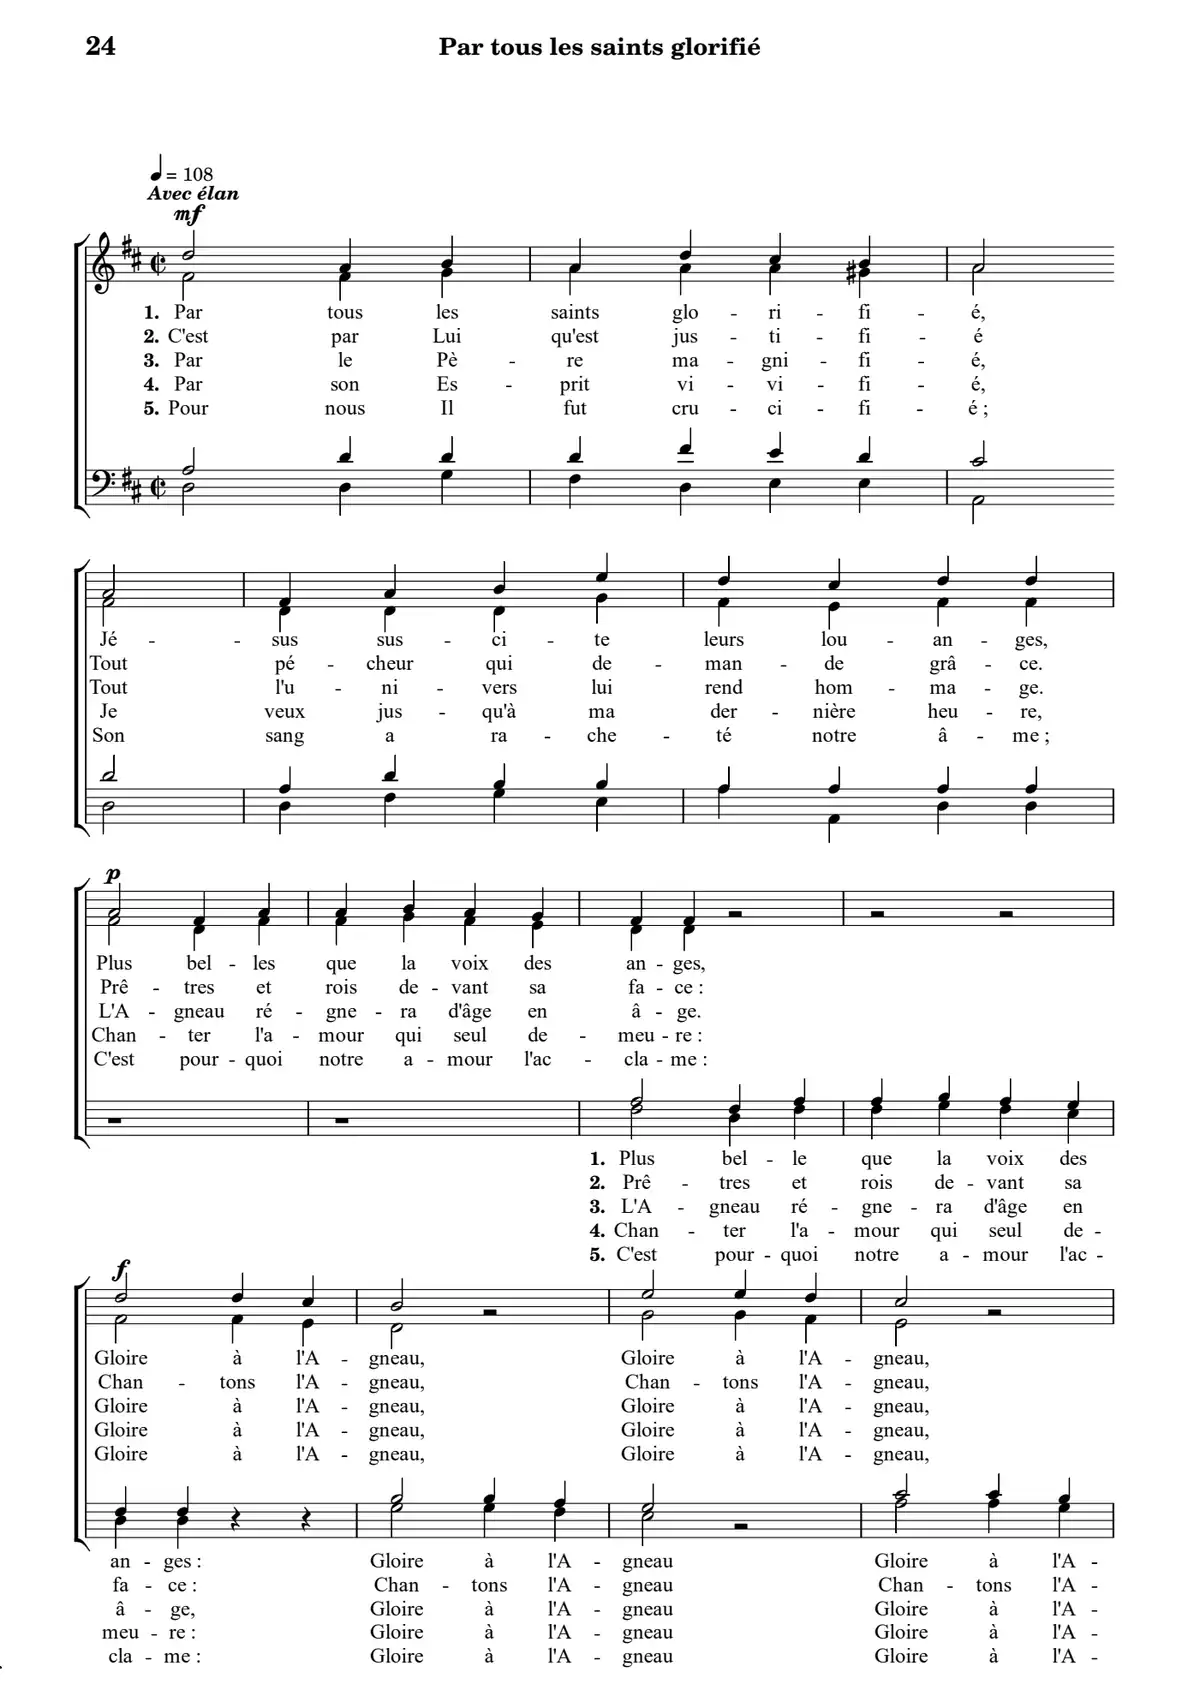 24 Par tous les saints glorifié
= 108
Avec élan
mf
1. Par tous les saints glo - ri - fi - é,
2. C'est par Lui qu'est jus - ti - fi - é
3. Par le Pè - re ma - gni - fi - é,
4. Par son Es - prit vi - vi - fi - é,
5. Pour nous Il fut cru - ci - fi - é ;
Jé - - sus sus - ci - te leurs lou - an - ges,
Tout pé - cheur qui de - man - de grâ - ce.
Tout l'u - ni - vers lui rend hom - ma - ge.
Je veux jus - qu'à ma der - nière heu - re,
Son sang a ra - che - té notre â - me ;
p
Plus bel - les que la voix des an - ges,
Prê - tres et rois de - vant sa fa - ce :
L'A - gneau ré - gne - ra d'âge en â - ge.
Chan - ter l'a - mour qui seul de - meu - re :
C'est pour - quoi notre a - mour l'ac - cla - me :
1. Plus bel - le que la voix des
2. Prê - tres et rois de - vant sa
3. L'A - gneau ré - gne - ra d'âge en
4. Chan - ter l'a - mour qui seul de -
5. C'est pour - quoi notre a - mour l'ac -
f
Gloire à l'A - gneau, Gloire à l'A - gneau,
Chan - tons l'A - gneau, Chan - tons l'A - gneau,
Gloire à l'A - gneau, Gloire à l'A - gneau,
Gloire à l'A - gneau, Gloire à l'A - gneau,
Gloire à l'A - gneau, Gloire à l'A - gneau,
an - ges : Gloire à l'A - gneau Gloire à l'A -
fa - ce : Chan - tons l'A - gneau Chan - tons l'A -
â - ge, Gloire à l'A - gneau Gloire à l'A -
meu - re : Gloire à l'A - gneau Gloire à l'A -
cla - me : Gloire à l'A - gneau Gloire à l'A -